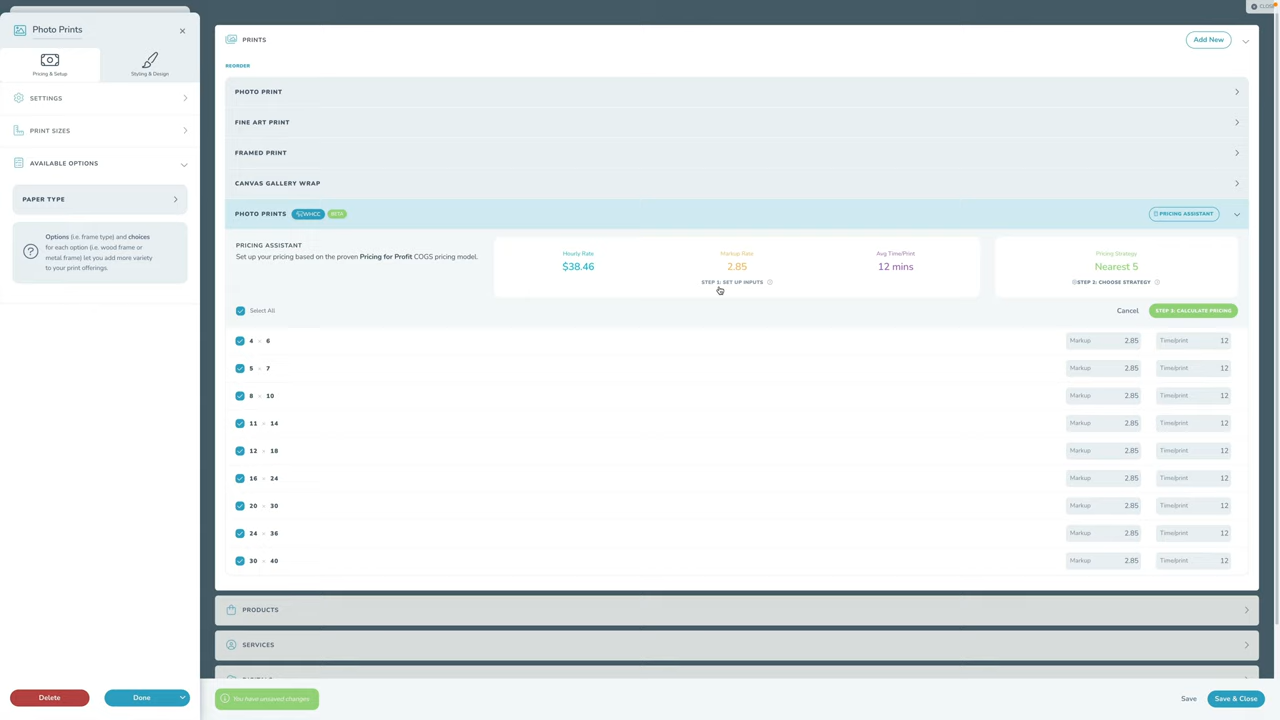 Photo Prints
Pricing & Setup
Styling & Design
SETTINGS
PRINT SIZES
AVAILABLE OPTIONS
PAPER TYPE
Options (i.e. frame type) and choices
for each option (i.e. wood frame or
metal frame) let you add more variety
to your print offerings.
Delete
Done
PRINTS
Add New
REORDER
PHOTO PRINT
FINE ART PRINT
FRAMED PRINT
CANVAS GALLERY WRAP
PHOTO PRINTS WHCC BETA
PRICING ASSISTANT
PRICING ASSISTANT
Set up your pricing based on the proven Pricing for Profit COGS pricing model.
Hourly Rate
$38.46
Markup Rate
2.85
Avg Time/Print
12 mins
STEP 1: SET UP INPUTS
Pricing Strategy
Nearest 5
STEP 2: CHOOSE STRATEGY
Select All
Cancel
STEP 3: CALCULATE PRICING
4 × 6 Markup 2.85 Time/print 12
5 × 7 Markup 2.85 Time/print 12
8 × 10 Markup 2.85 Time/print 12
11 × 14 Markup 2.85 Time/print 12
12 × 18 Markup 2.85 Time/print 12
16 × 24 Markup 2.85 Time/print 12
20 × 30 Markup 2.85 Time/print 12
24 × 36 Markup 2.85 Time/print 12
30 × 40 Markup 2.85 Time/print 12
PRODUCTS
SERVICES
You have unsaved changes
Save
Save & Close